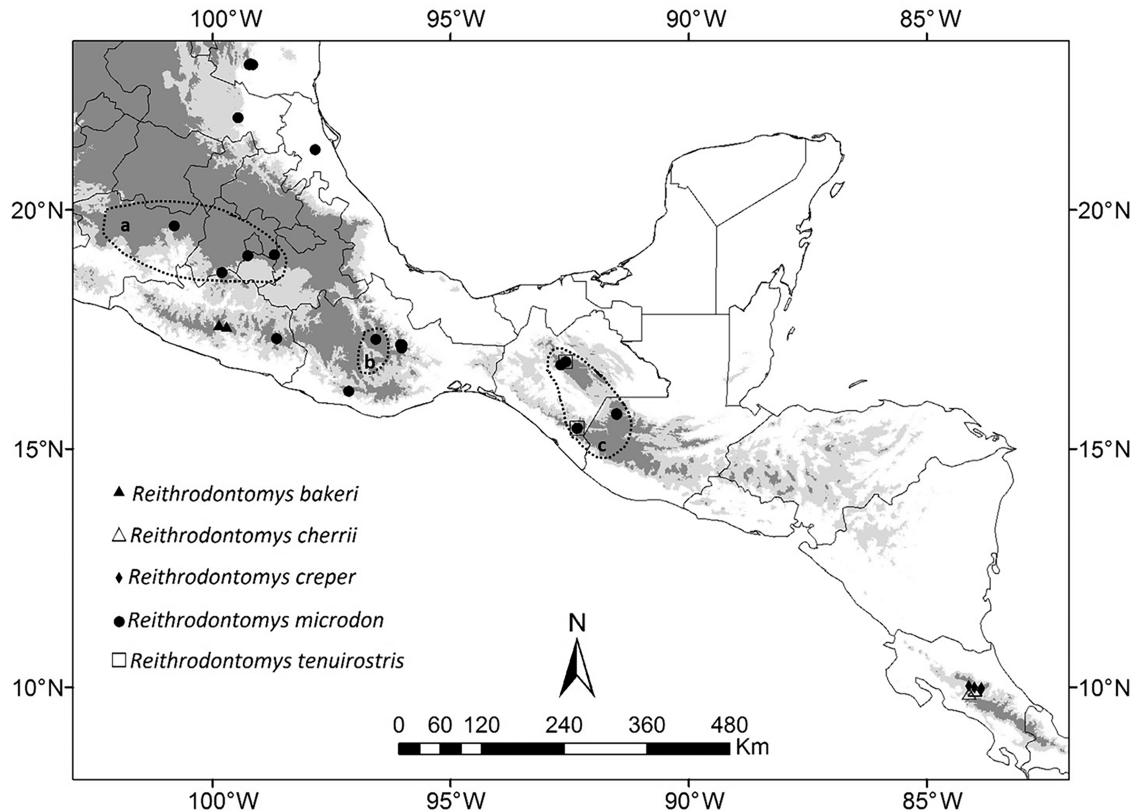 100°W 95°W 90°W 85°W
20°N 20°N
a
b
c
15°N 15°N
Reithrodontomys bakeri
Reithrodontomys cherrii
Reithrodontomys creper
Reithrodontomys microdon
Reithrodontomys tenuirostris
N
10°N 10°N
0 60 120 240 360 480
Km
100°W 95°W 90°W 85°W